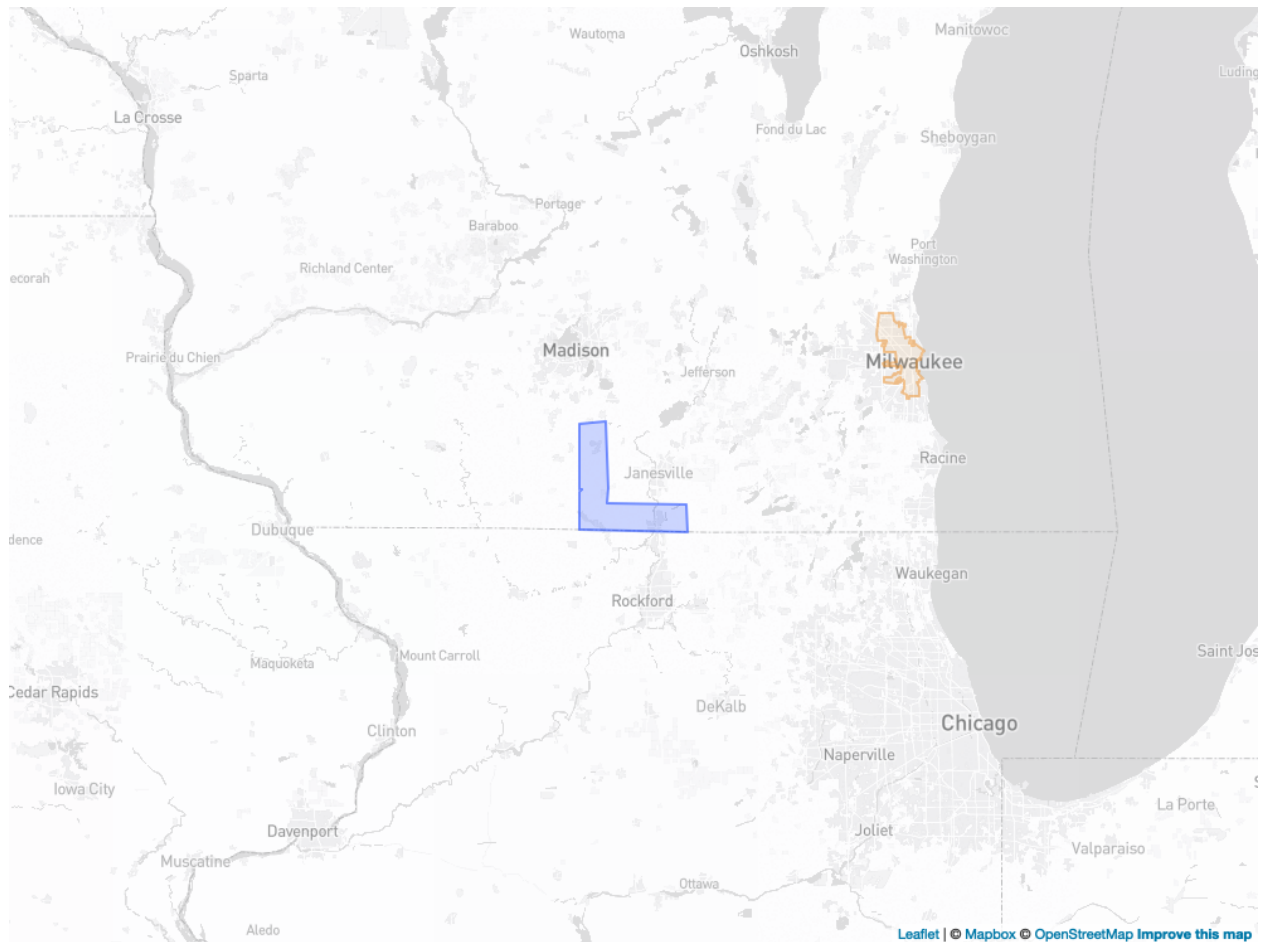 Wautoma
Manitowoc
Oshkosh
Luding
Sparta
La Crosse
Fond du Lac
Sheboygan
Portage
Baraboo
Port
Washington
Richland Center
ecorah
Madison
Prairie du Chien
Milwaukee
Jefferson
Racine
Janesville
Dubuque
dence
Waukegan
Rockford
Saint Jos
Mount Carroll
Maquoketa
Cedar Rapids
DeKalb
Chicago
Clinton
Naperville
Iowa City
La Porte
Davenport
Joliet
Valparaiso
Muscatine
Ottawa
Aledo
Leaflet | © Mapbox © OpenStreetMap Improve this map